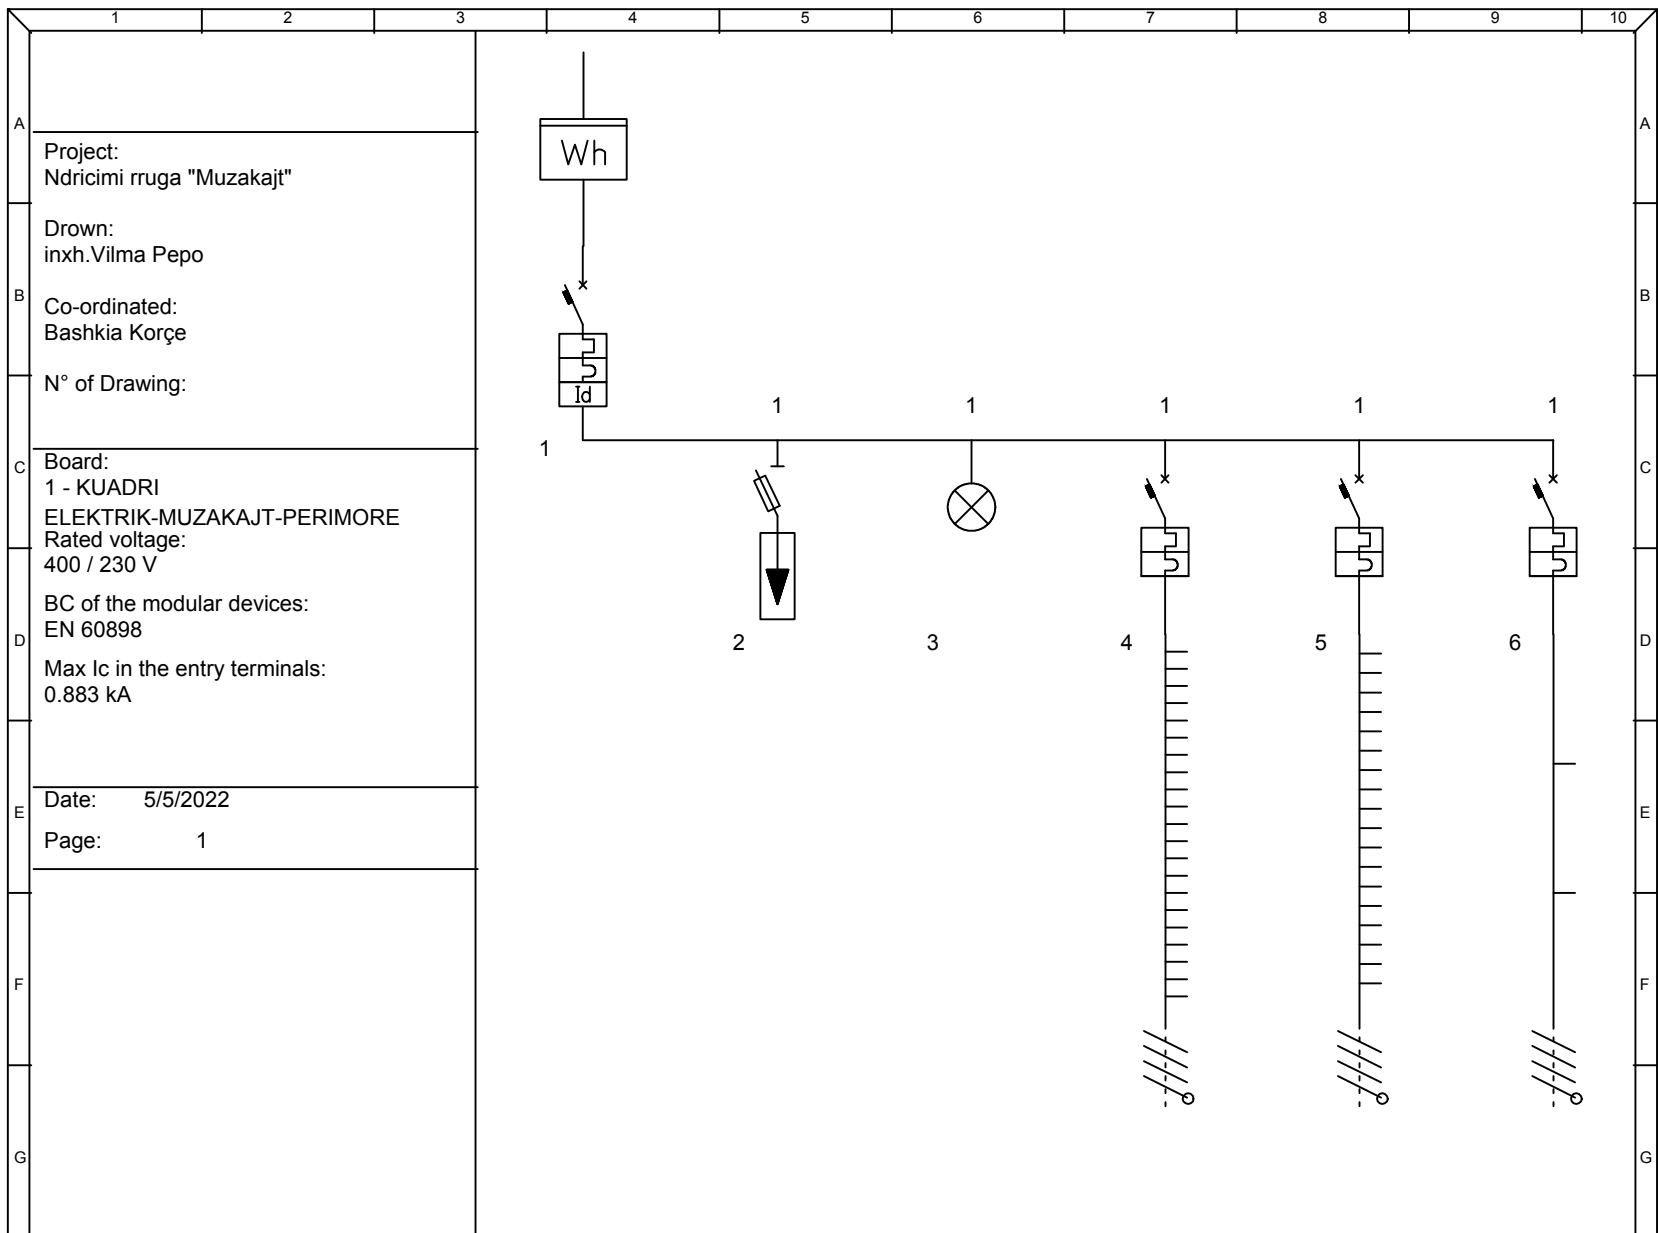 1 2 3 4 5 6 7 8 9 10
A A
Wh
Project:
Ndricimi rruga "Muzakajt"
Drown:
inxh.Vilma Pepo
B B
Co-ordinated:
Bashkia Korçe
N° of Drawing:
Id
1 1 1 1 1
1
C C
Board:
1 - KUADRI
ELEKTRIK-MUZAKAJT-PERIMORE
Rated voltage:
400 / 230 V
BC of the modular devices:
EN 60898
D D
2 3 4 5 6
Max Ic in the entry terminals:
0.883 kA
Date: 5/5/2022
E E
Page: 1
F F
G G